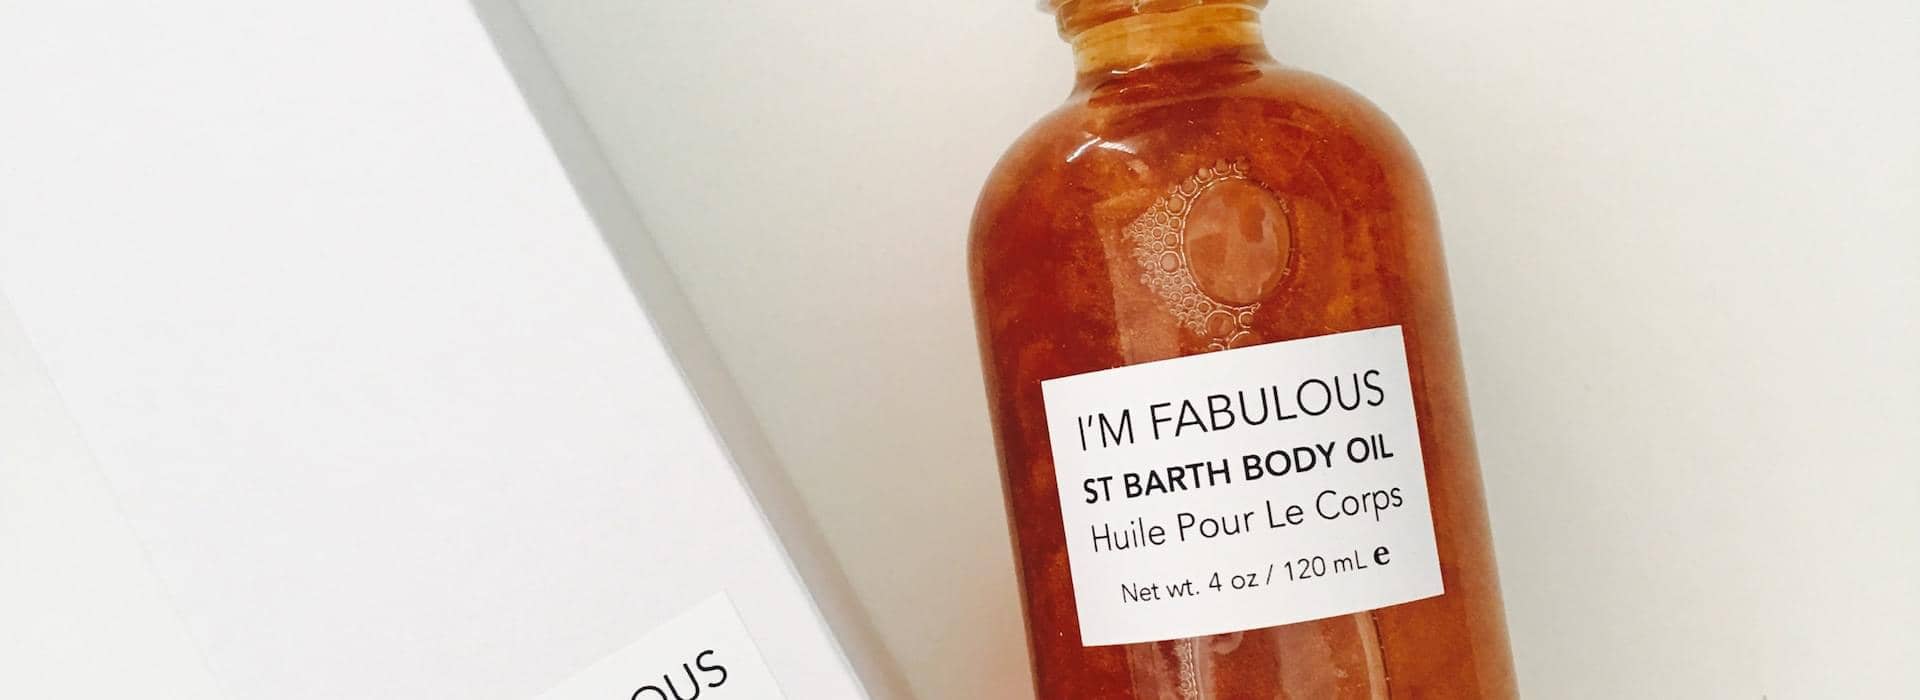 I'M FABULOUS
ST BARTH BODY OIL
Huile Pour Le Corps
Net wt. 4 oz / 120 mL e